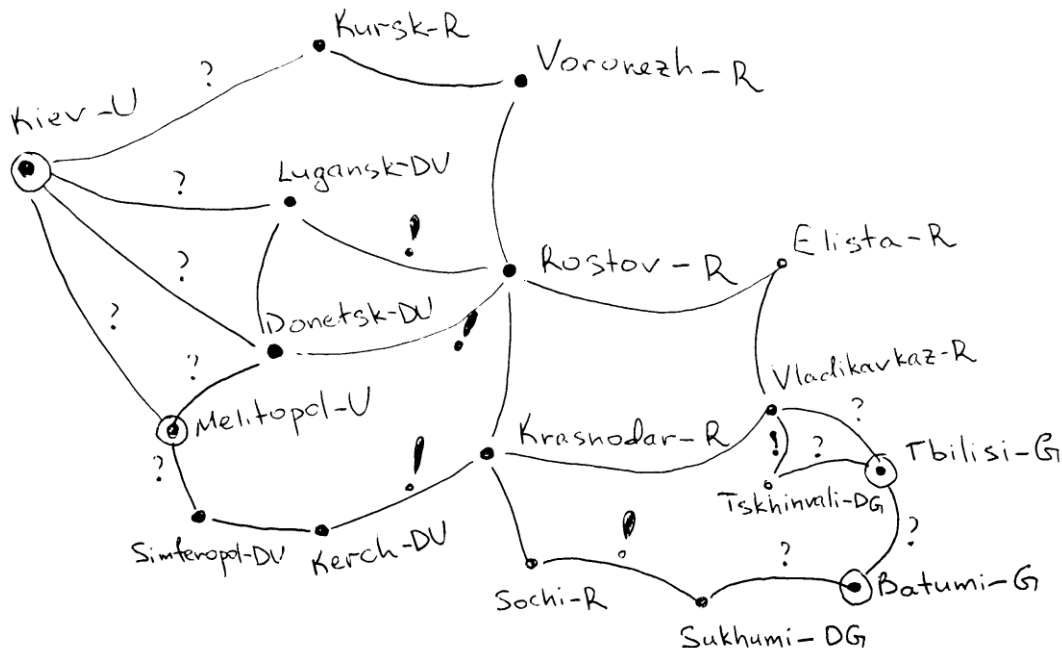 Kursk-R
Voronezh-R
?
Kiev-U
Lugansk-DU
?
!
Elista-R
Rostov-R
?
?
Donetsk-DU
!
?
Vladikavkaz-R
Melitopol-U
?
Krasnodar-R
!
!
?
Tbilisi-G
?
Tskhinvali-DG
Simferopol-DU
Kerch-DU
!
?
?
Sochi-R
Batumi-G
Sukhumi-DG